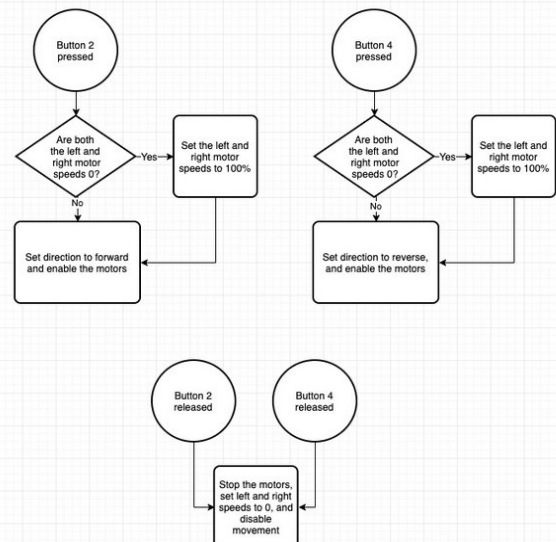 Button 2
pressed
Are both
the left and
right motor
speeds 0?
Yes
Set the left and
right motor
speeds to 100%
No
Set direction to forward
and enable the motors
Button 4
pressed
Are both
the left and
right motor
speeds 0?
Yes
Set the left and
right motor
speeds to 100%
No
Set direction to reverse,
and enable the motors
Button 2
released
Button 4
released
Stop the motors,
set left and right
speeds to 0, and
disable
movement